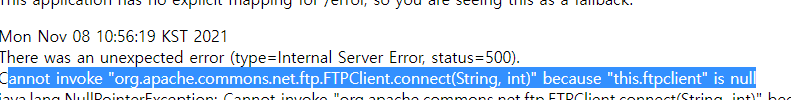 This application has no explicit mapping for /error, so you are seeing this as a fallback.
Mon Nov 08 10:56:19 KST 2021
There was an unexpected error (type=Internal Server Error, status=500).
Cannot invoke "org.apache.commons.net.ftp.FTPClient.connect(String, int)" because "this.ftpclient" is null
java.lang.NullPointerException: Cannot invoke "org.apache.commons.net.ftp.FTPClient.connect(String, int)" bec